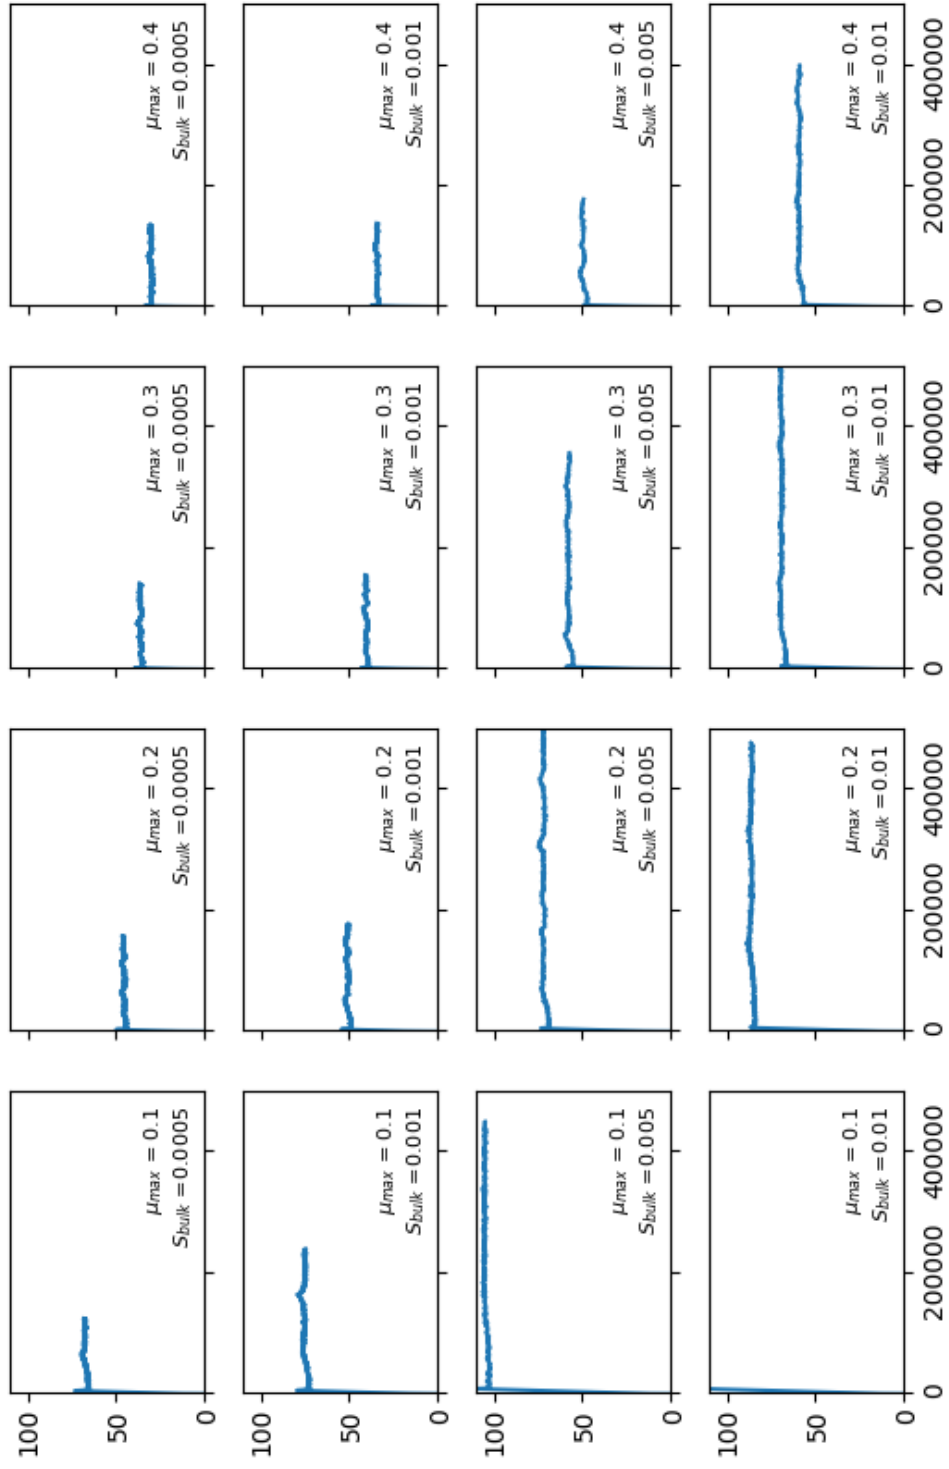 100
50
0
μmax = 0.1
Sbulk =0.0005
μmax = 0.2
Sbulk =0.0005
μmax = 0.3
Sbulk =0.0005
μmax = 0.4
Sbulk =0.0005
100
50
0
μmax = 0.1
Sbulk =0.001
μmax = 0.2
Sbulk =0.001
μmax = 0.3
Sbulk =0.001
μmax = 0.4
Sbulk =0.001
100
50
0
μmax = 0.1
Sbulk =0.005
μmax = 0.2
Sbulk =0.005
μmax = 0.3
Sbulk =0.005
μmax = 0.4
Sbulk =0.005
100
50
0
μmax = 0.1
Sbulk =0.01
μmax = 0.2
Sbulk =0.01
μmax = 0.3
Sbulk =0.01
μmax = 0.4
Sbulk =0.01
0 200000 400000
0 200000 400000
0 200000 400000
0 200000 400000